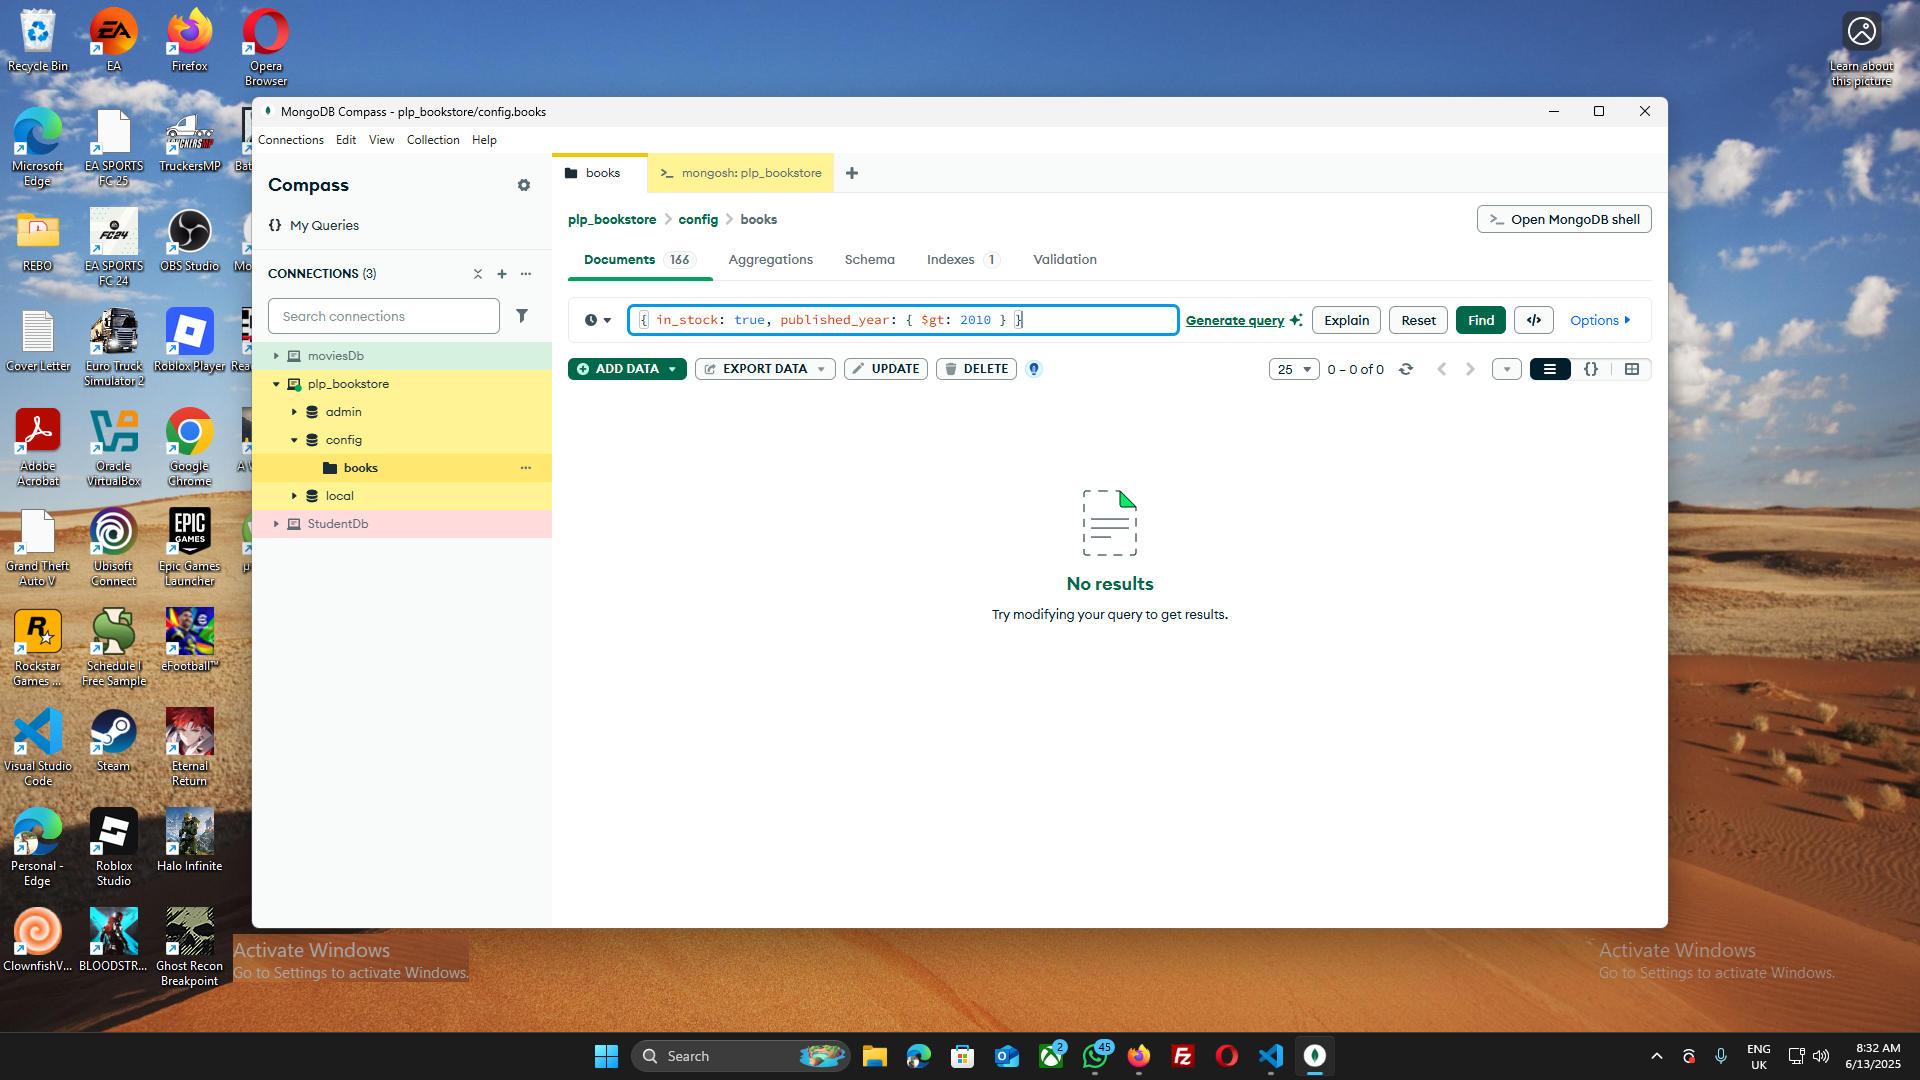 Recycle Bin
EA
Firefox
Opera
Browser
Learn about
this picture
Microsoft
Edge
EA SPORTS
FC 25
TruckersMP
REBO
EA SPORTS
FC 24
OBS Studio
Cover Letter
Euro Truck
Simulator 2
Roblox Player
Adobe
Acrobat
Oracle
VirtualBox
Google
Chrome
Grand Theft
Auto V
Ubisoft
Connect
Epic Games
Launcher
Rockstar
Games ...
Schedule I
Free Sample
eFootball™
Visual Studio
Code
Steam
Eternal
Return
Personal -
Edge
Roblox
Studio
Halo Infinite
ClownfishV...
BLOODSTR...
Ghost Recon
Breakpoint
MongoDB Compass - plp_bookstore/config.books
Connections Edit View Collection Help
Compass
{} My Queries
CONNECTIONS (3)
Search connections
moviesDb
plp_bookstore
admin
config
books
local
StudentDb
books
>_ mongosh: plp_bookstore
plp_bookstore > config > books
>_ Open MongoDB shell
Documents 166 Aggregations Schema Indexes 1 Validation
{ in_stock: true, published_year: { $gt: 2010 } }
Generate query Explain Reset Find </> Options
ADD DATA EXPORT DATA UPDATE DELETE
25 0 – 0 of 0 {}
No results
Try modifying your query to get results.
Activate Windows
Go to Settings to activate Windows.
Activate Windows
Go to Settings to activate Windows.
Search
2
45
ENG
UK
8:32 AM
6/13/2025